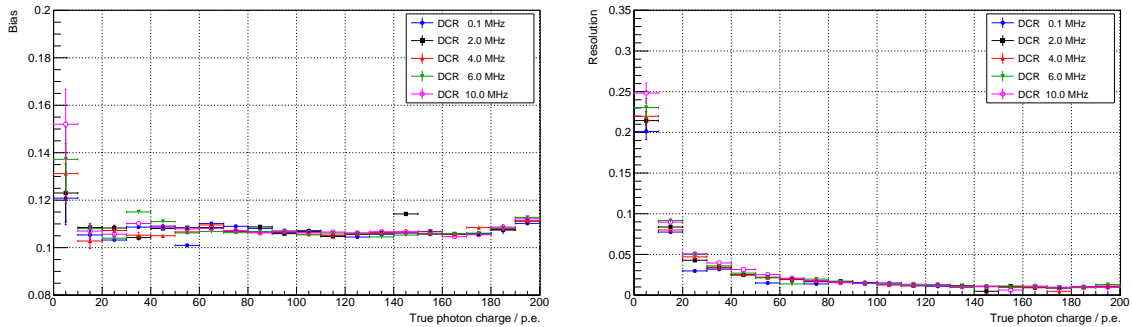 Bias
0.2
0.18
0.16
0.14
0.12
0.1
0.08
DCR 0.1 MHz
DCR 2.0 MHz
DCR 4.0 MHz
DCR 6.0 MHz
DCR 10.0 MHz
0 20 40 60 80 100 120 140 160 180 200
True photon charge / p.e.
Resolution
0.35
0.3
0.25
0.2
0.15
0.1
0.05
0
DCR 0.1 MHz
DCR 2.0 MHz
DCR 4.0 MHz
DCR 6.0 MHz
DCR 10.0 MHz
0 20 40 60 80 100 120 140 160 180 200
True photon charge / p.e.